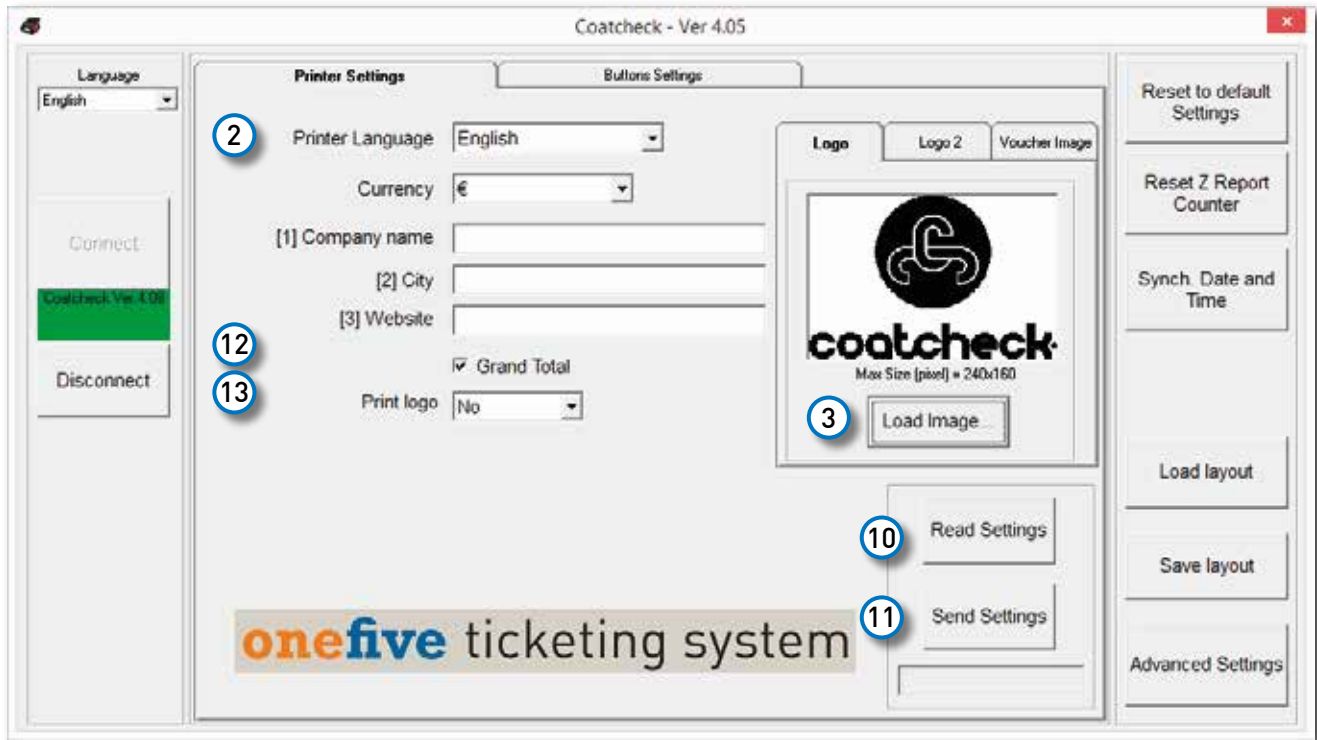 Coatcheck - Ver 4.05
Language
English
Connect
Coatcheck Ver 4.09
Disconnect
Printer Settings
Buttons Settings
2
Printer Language
English
Currency
€
[1] Company name
[2] City
[3] Website
12
Grand Total
13
Print logo
No
Logo
Logo 2
Voucher Image
coatcheck
Max Size (pixel) = 240x160
3
Load Image...
10
Read Settings
11
Send Settings
onefive ticketing system
Reset to default
Settings
Reset Z Report
Counter
Synch. Date and
Time
Load layout
Save layout
Advanced Settings